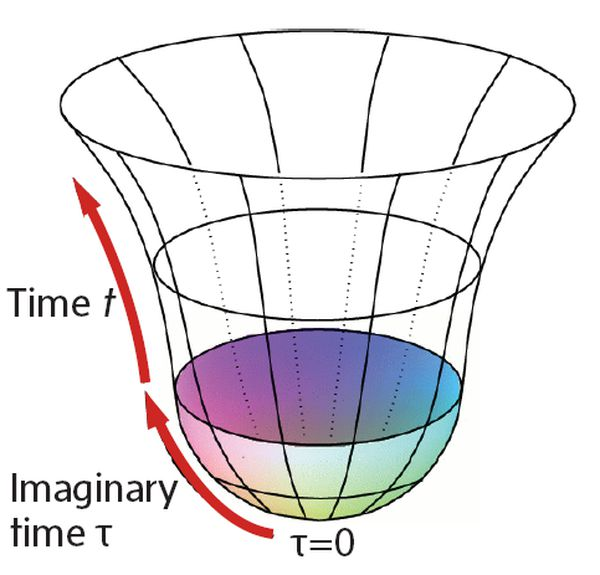 Time t
Imaginary
time τ
τ=0